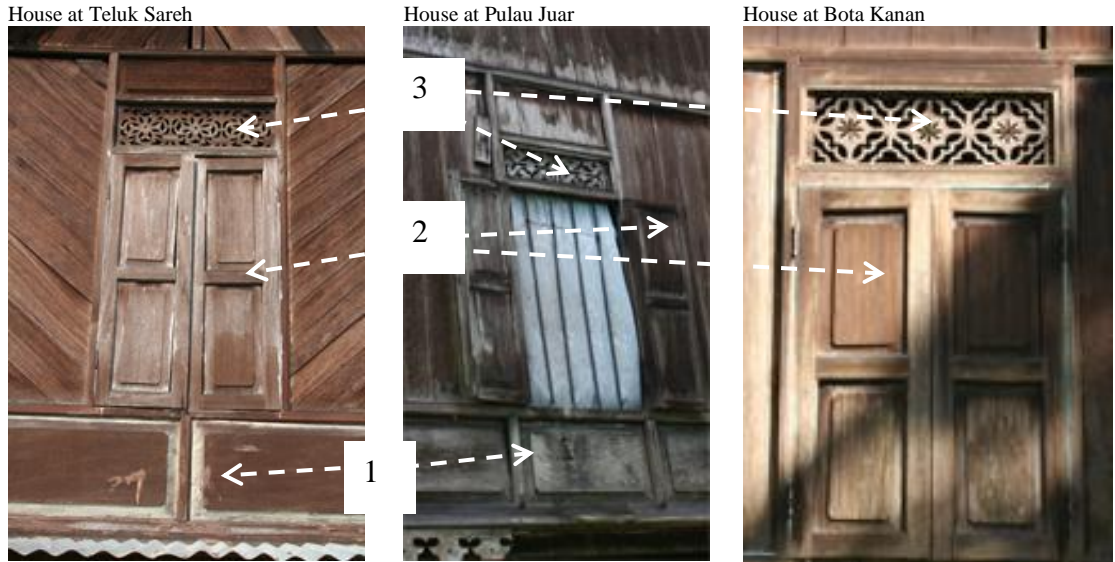 House at Teluk Sareh
House at Pulau Juar
House at Bota Kanan
3
2
1